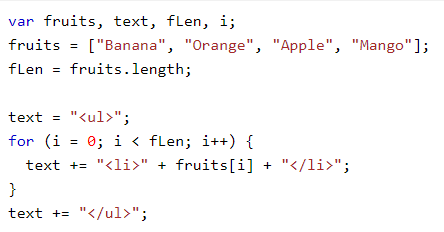 var fruits, text, fLen, i;
fruits = ["Banana", "Orange", "Apple", "Mango"];
fLen = fruits.length;

text = "<ul>";
for (i = 0; i < fLen; i++) {
  text += "<li>" + fruits[i] + "</li>";
}
text += "</ul>";